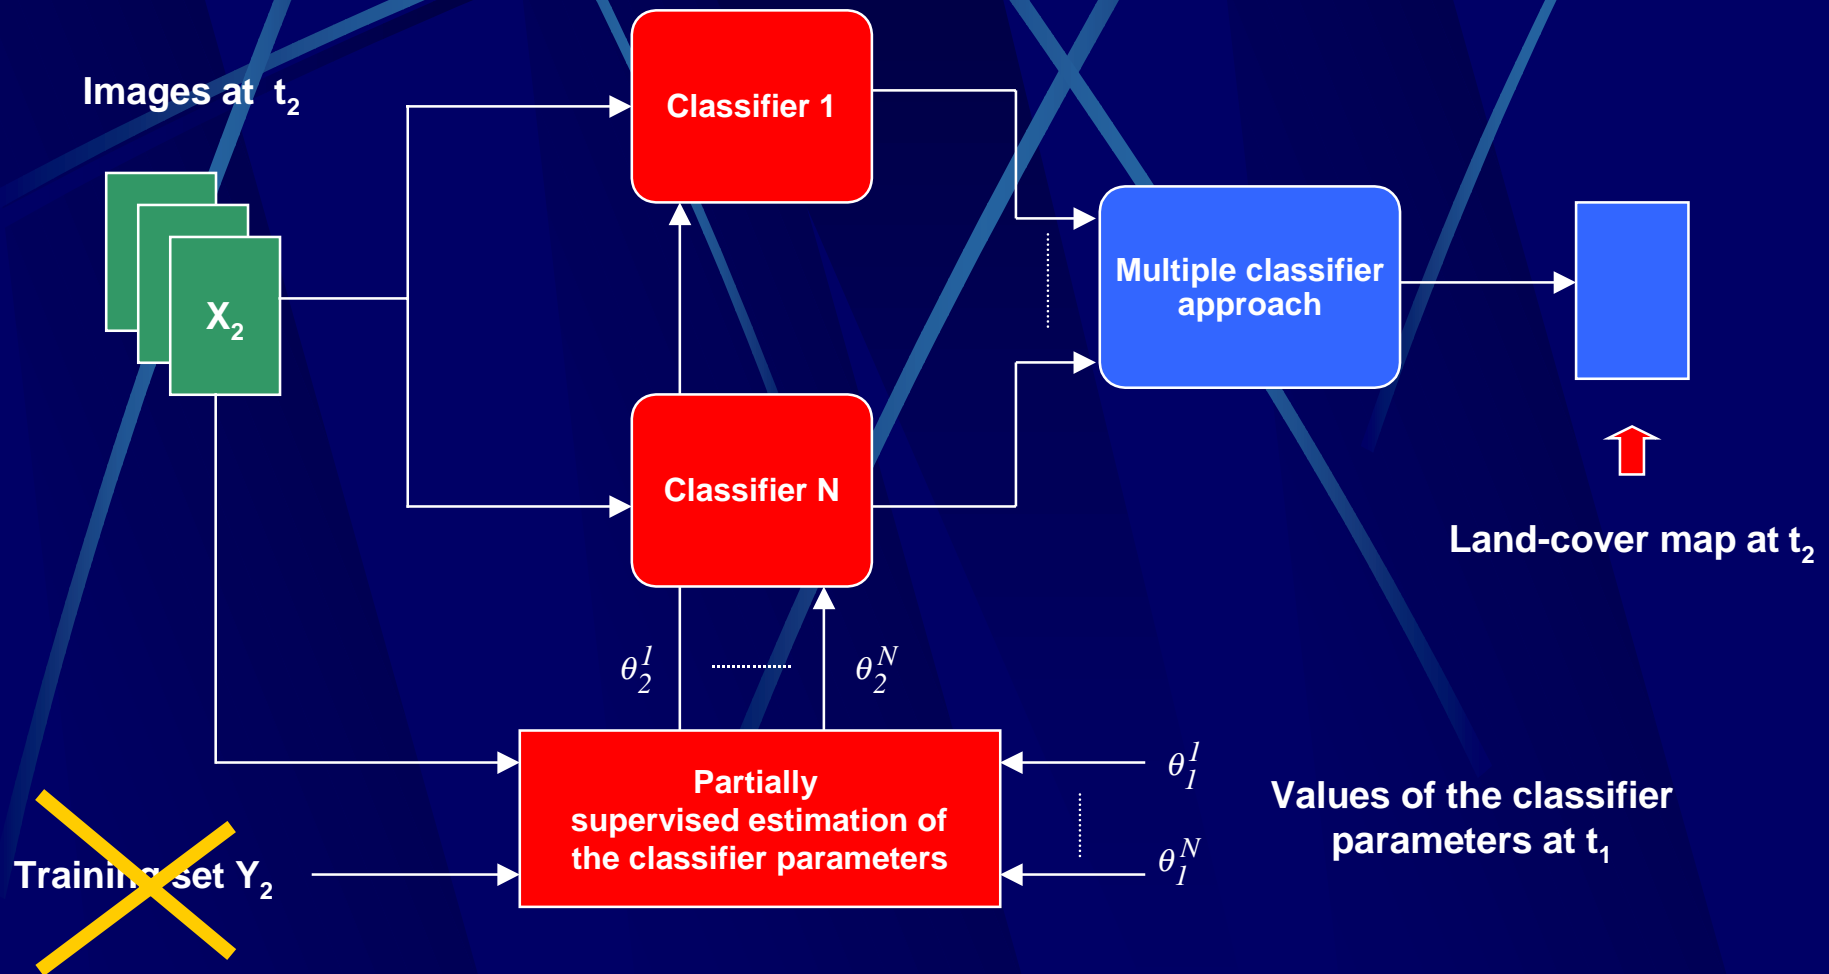 Images at t₂
Classifier 1
X₂
Multiple classifier
approach
Classifier N
Land-cover map at t₂
θ₂¹ ........ θ₂ᴺ
Partially
supervised estimation of
the classifier parameters
θ₁¹
θ₁ᴺ
Values of the classifier
parameters at t₁
Training set Y₂